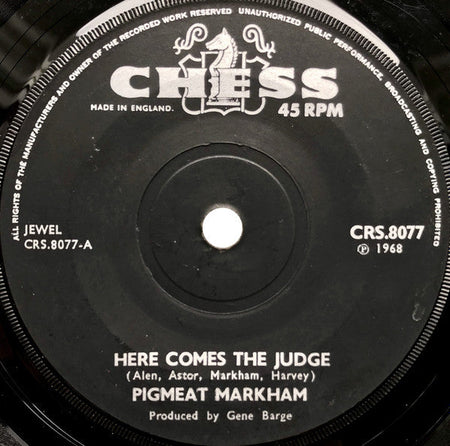 ALL RIGHTS OF THE MANUFACTURERS AND OWNER OF THE RECORDED WORK RESERVED UNAUTHORIZED PUBLIC PERFORMANCE, BROADCASTING AND COPYING PROHIBITED
CHESS
MADE IN ENGLAND.
45 RPM
JEWEL
CRS.8077-A
CRS.8077
℗ 1968
HERE COMES THE JUDGE
(Alen, Astor, Markham, Harvey)
PIGMEAT MARKHAM
Produced by Gene Barge